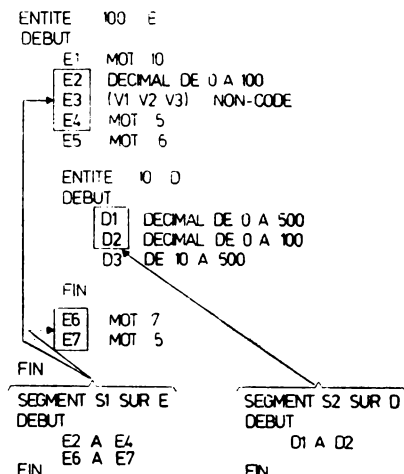 ENTITE 100 E
DEBUT
E1 MOT 10
E2 DECIMAL DE 0 A 100
E3 (V1 V2 V3) NON-CODE
E4 MOT 5
E5 MOT 6
ENTITE 10 D
DEBUT
D1 DECIMAL DE 0 A 500
D2 DECIMAL DE 0 A 100
D3 DE 10 A 500
FIN
E6 MOT 7
E7 MOT 5
FIN
SEGMENT S1 SUR E
DEBUT
E2 A E4
E6 A E7
FIN
SEGMENT S2 SUR D
DEBUT
D1 A D2
FIN